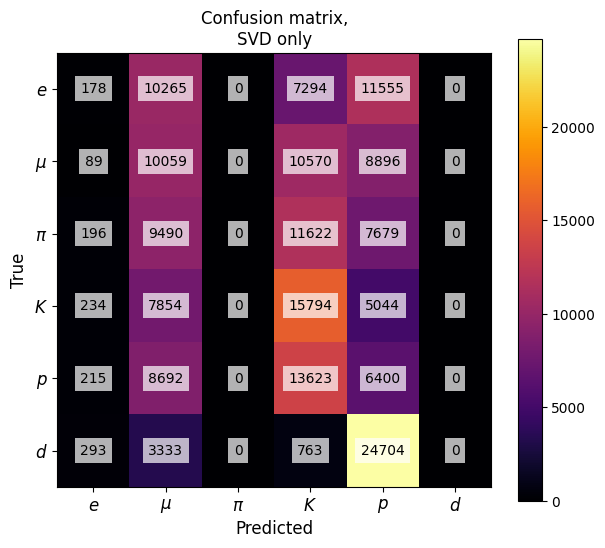 Confusion matrix,
SVD only
e 178 10265 0 7294 11555 0
μ 89 10059 0 10570 8896 0
π 196 9490 0 11622 7679 0
K 234 7854 0 15794 5044 0
p 215 8692 0 13623 6400 0
d 293 3333 0 763 24704 0
e μ π K p d
Predicted
True
20000
15000
10000
5000
0